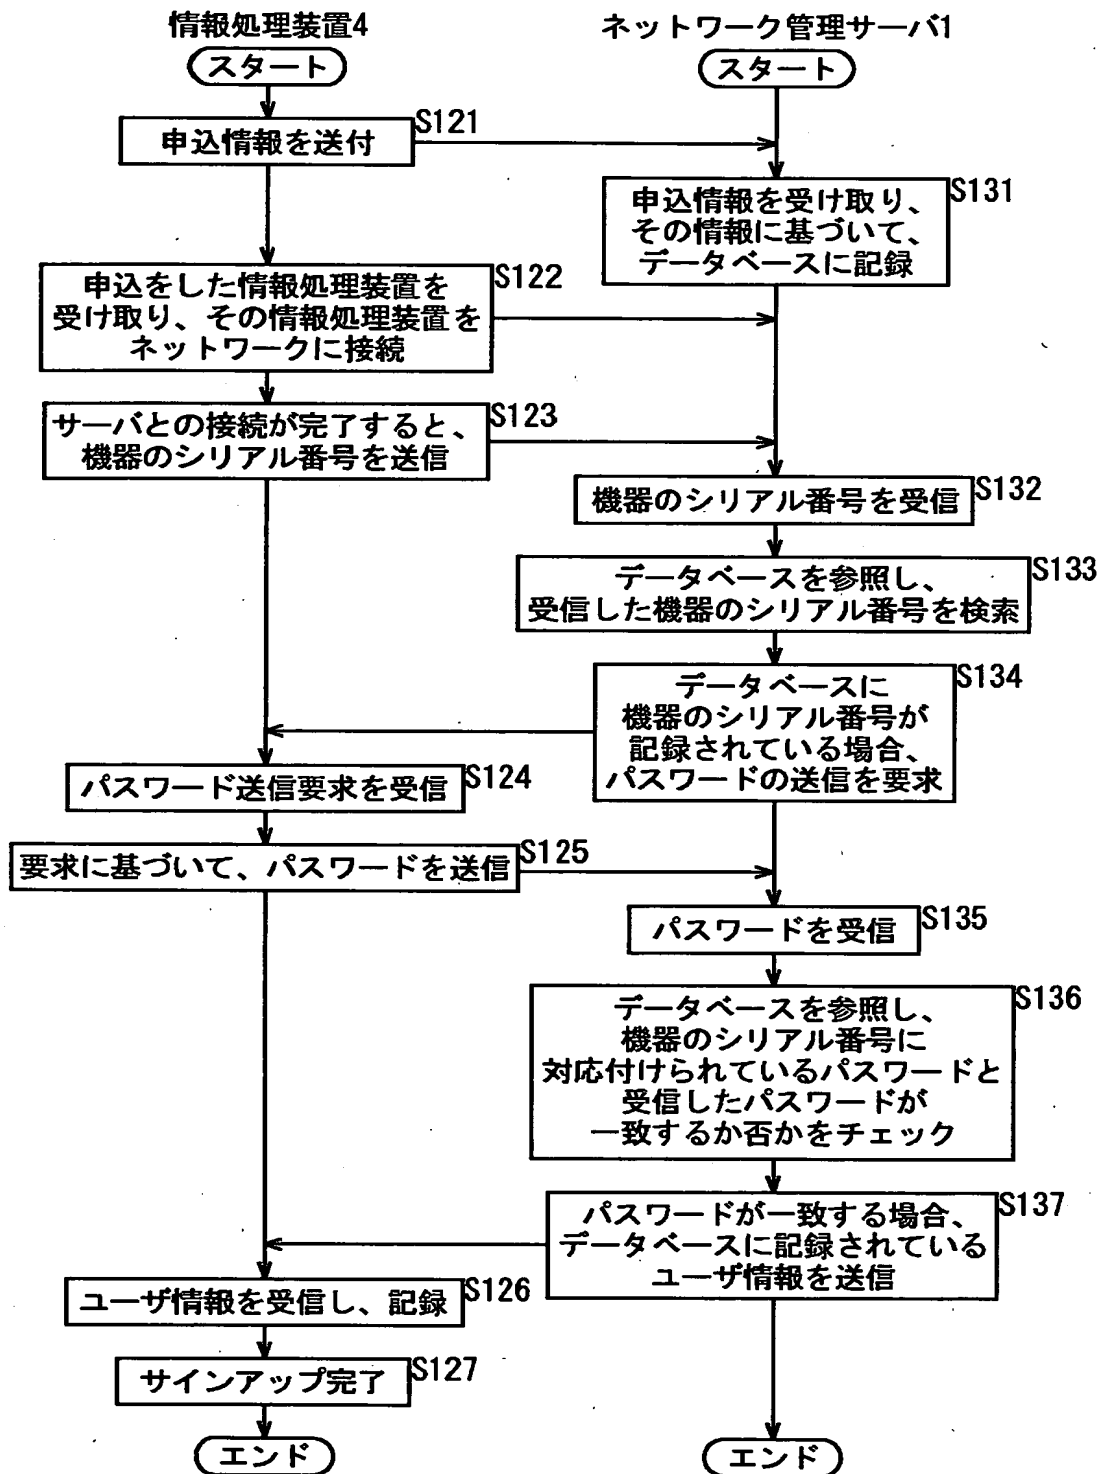 情報処理装置4
ネットワーク管理サーバ1
スタート
スタート
申込情報を送付
S121
申込情報を受け取り、
その情報に基づいて、
データベースに記録
S131
申込をした情報処理装置を
受け取り、その情報処理装置を
ネットワークに接続
S122
サーバとの接続が完了すると、
機器のシリアル番号を送信
S123
機器のシリアル番号を受信
S132
データベースを参照し、
受信した機器のシリアル番号を検索
S133
データベースに
機器のシリアル番号が
記録されている場合、
パスワードの送信を要求
S134
パスワード送信要求を受信
S124
要求に基づいて、パスワードを送信
S125
パスワードを受信
S135
データベースを参照し、
機器のシリアル番号に
対応付けられているパスワードと
受信したパスワードが
一致するか否かをチェック
S136
パスワードが一致する場合、
データベースに記録されている
ユーザ情報を送信
S137
ユーザ情報を受信し、記録
S126
サインアップ完了
S127
エンド
エンド